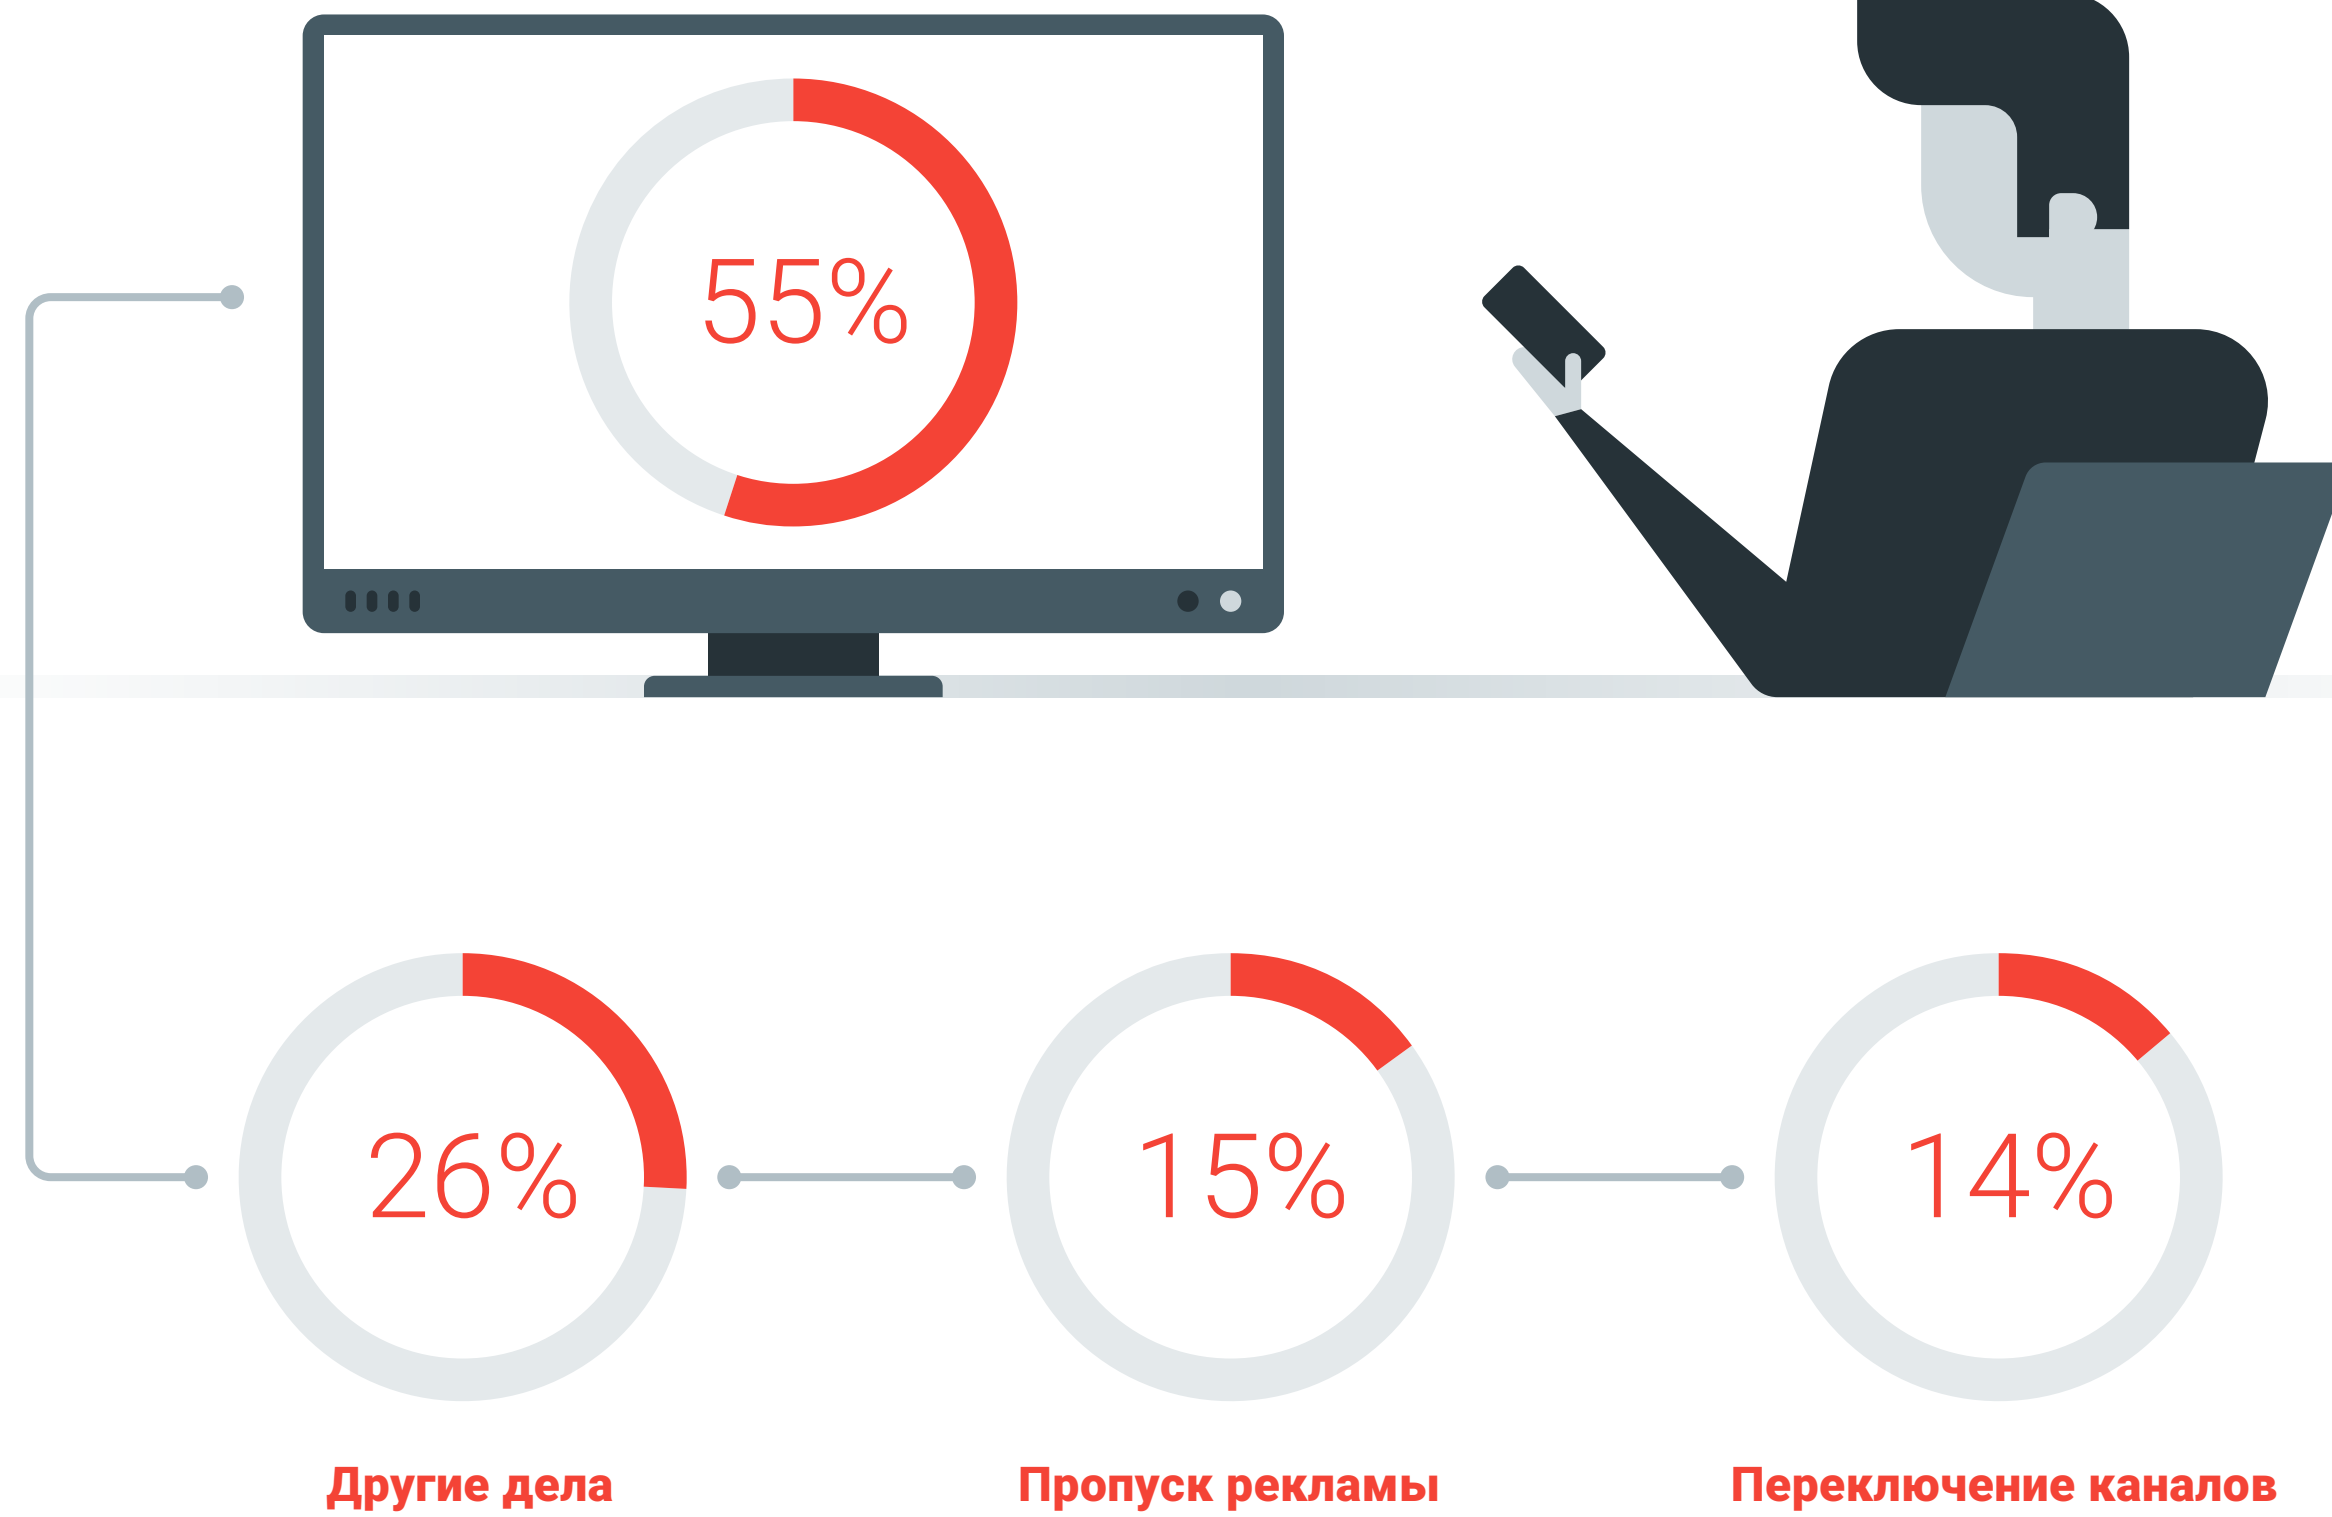 55%
26%
15%
14%
Другие дела
Пропуск рекламы
Переключение каналов